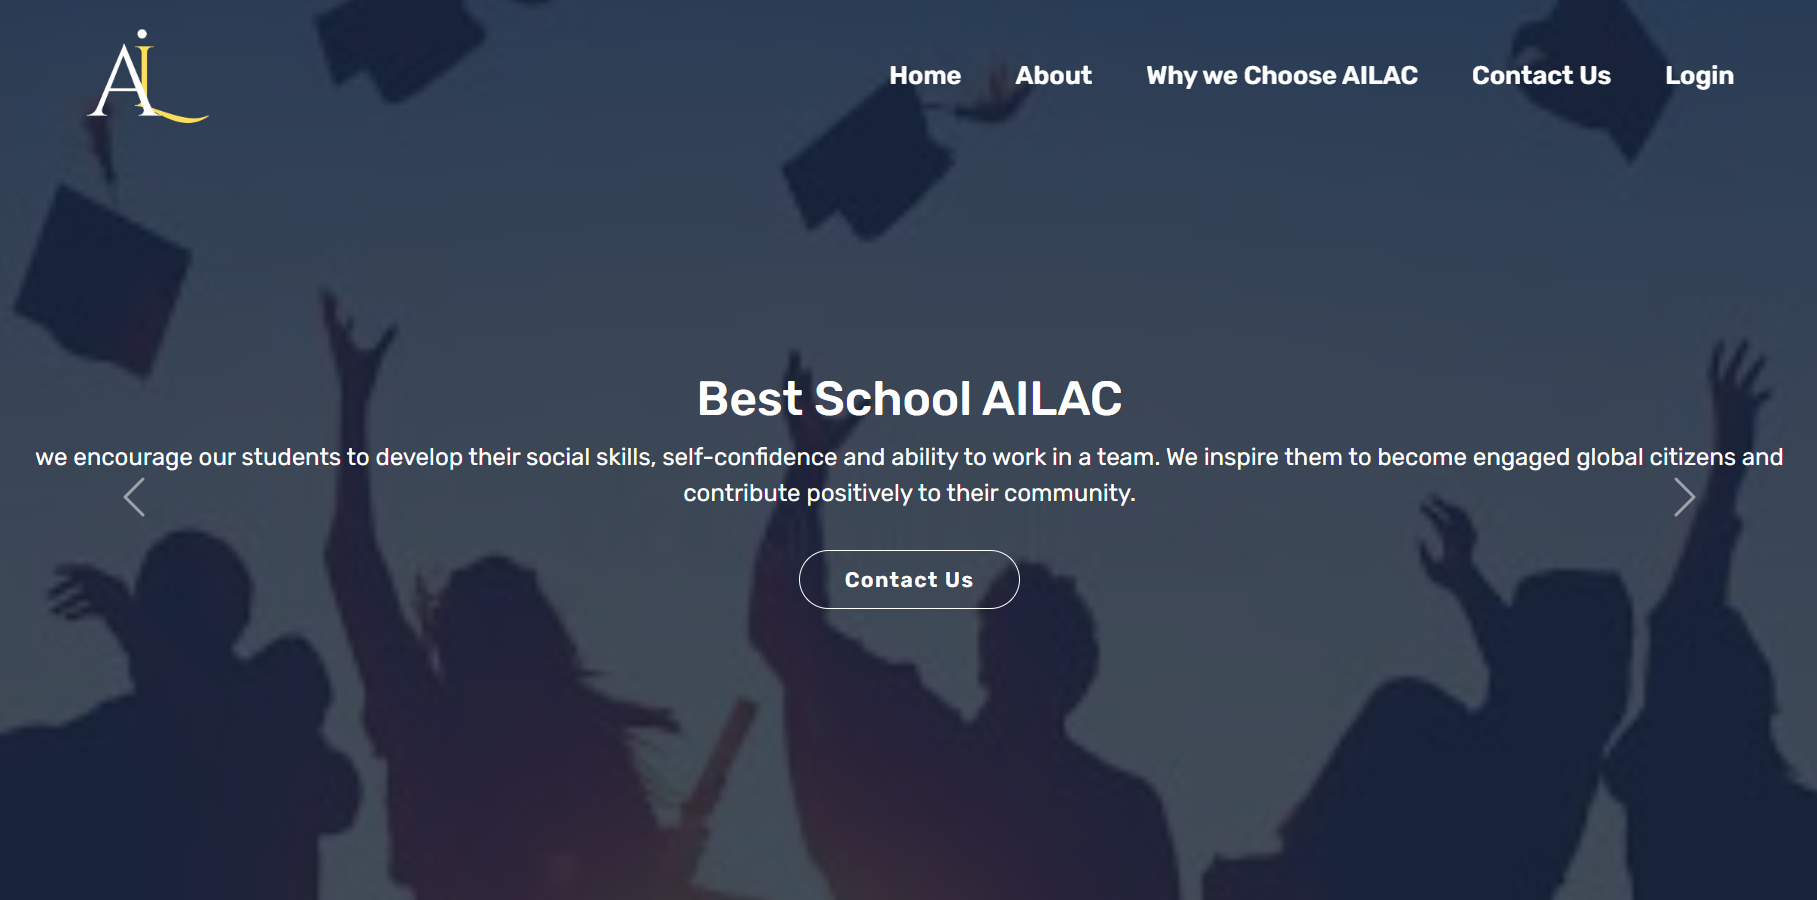 AIL
Home About Why we Choose AILAC Contact Us Login
Best School AILAC
we encourage our students to develop their social skills, self-confidence and ability to work in a team. We inspire them to become engaged global citizens and
contribute positively to their community.
Contact Us